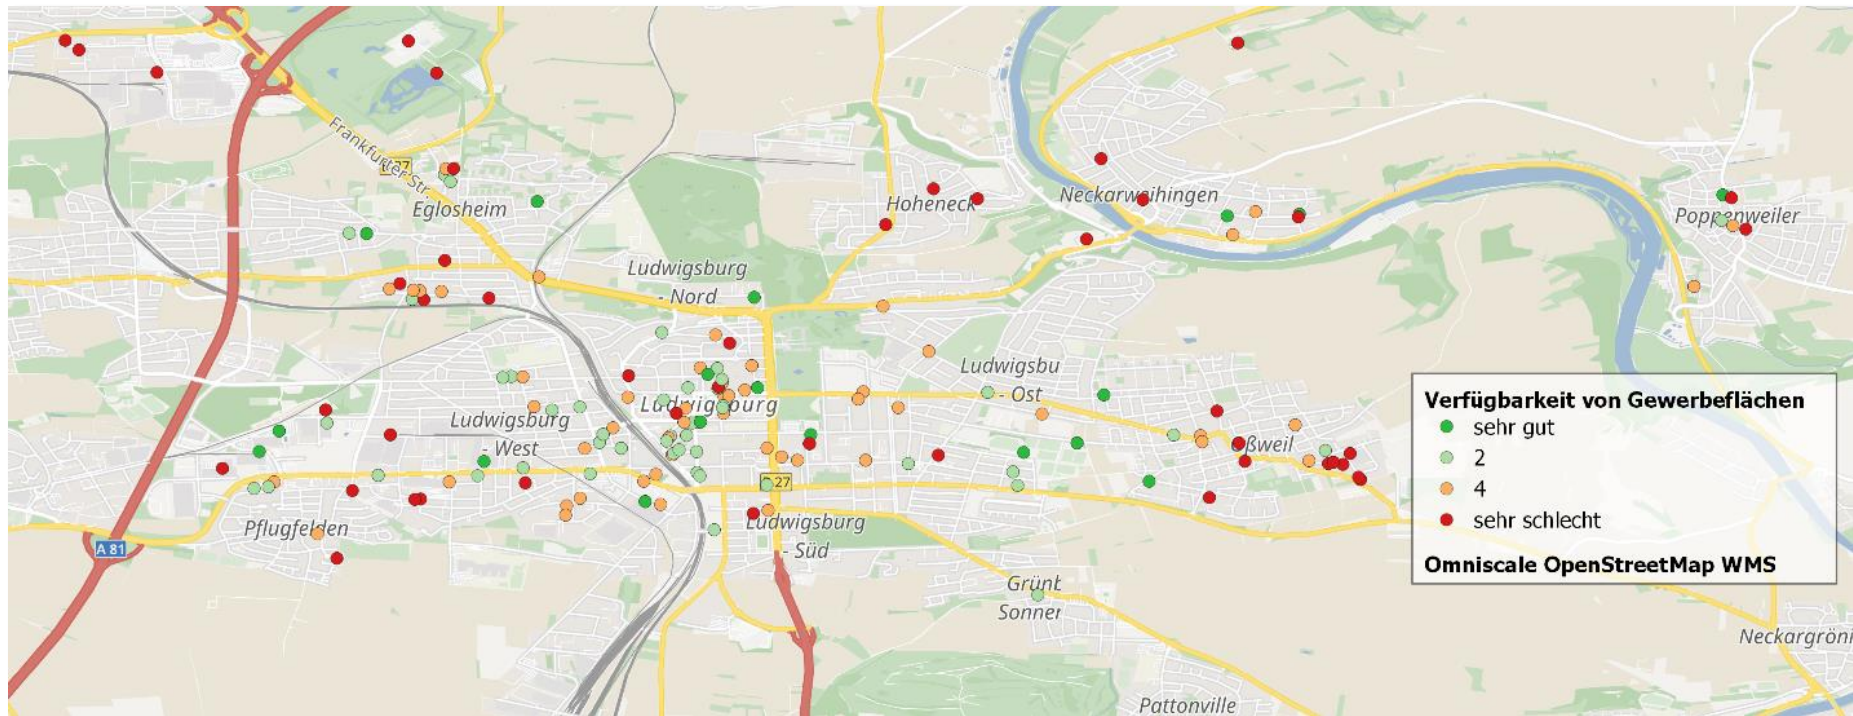 Frankfurter Str.
Eglosheim
Hoheneck
Neckarweihingen
Poppenweiler
Ludwigsburg
- Nord
Ludwigsbu
- Ost
Ludwigsburg
Ludwigsburg
- West
ßweil
27
Pflugfelden
A 81
Ludwigsburg
- Süd
Grünb
Sonner
Pattonville
Neckargröni
Verfügbarkeit von Gewerbeflächen
sehr gut
2
4
sehr schlecht
Omniscale OpenStreetMap WMS